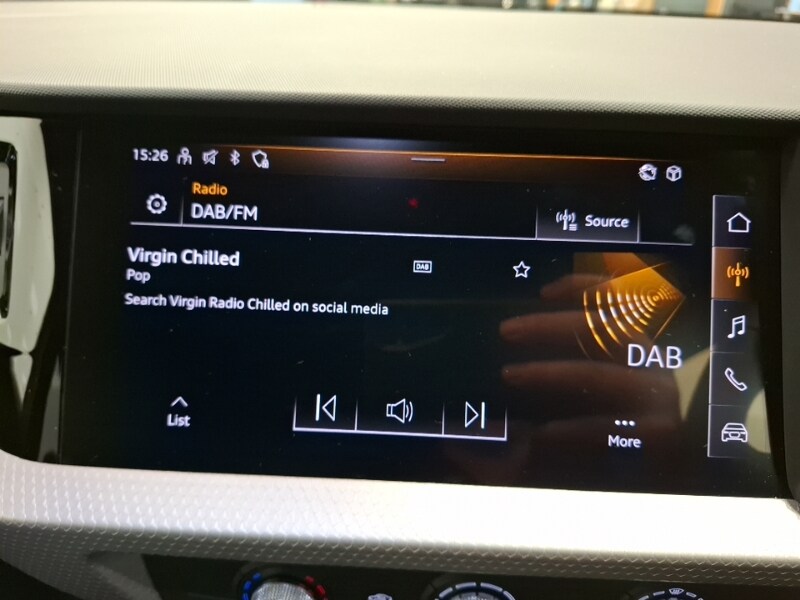 15:26
Radio
DAB/FM
Source
Virgin Chilled
DAB
Pop
Search Virgin Radio Chilled on social media
DAB
List
More